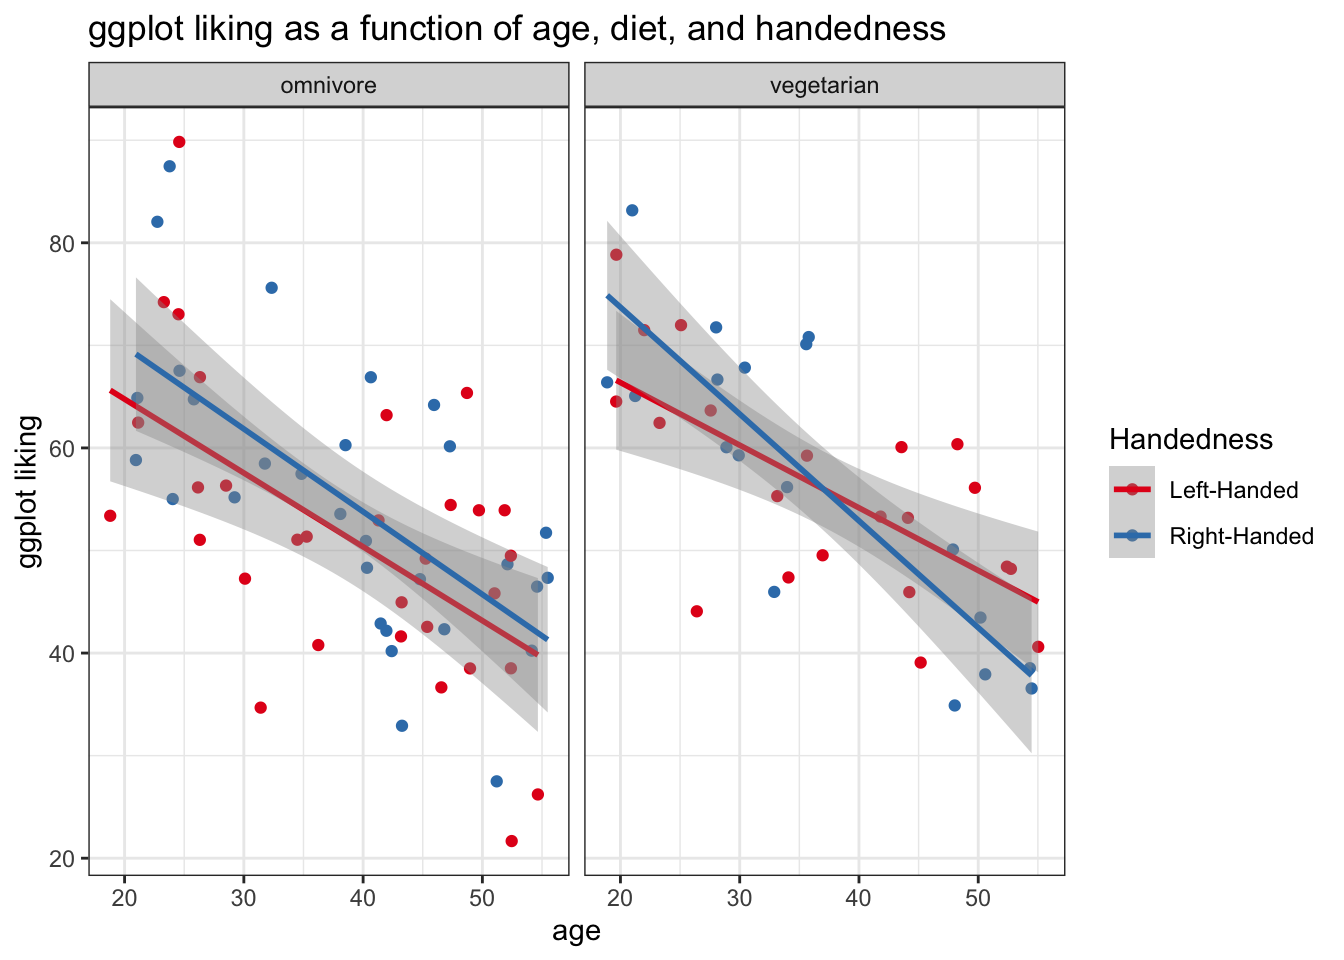 ggplot liking as a function of age, diet, and handedness
omnivore
vegetarian
80
60
40
20
ggplot liking
20 30 40 50
20 30 40 50
age
Handedness
Left-Handed
Right-Handed